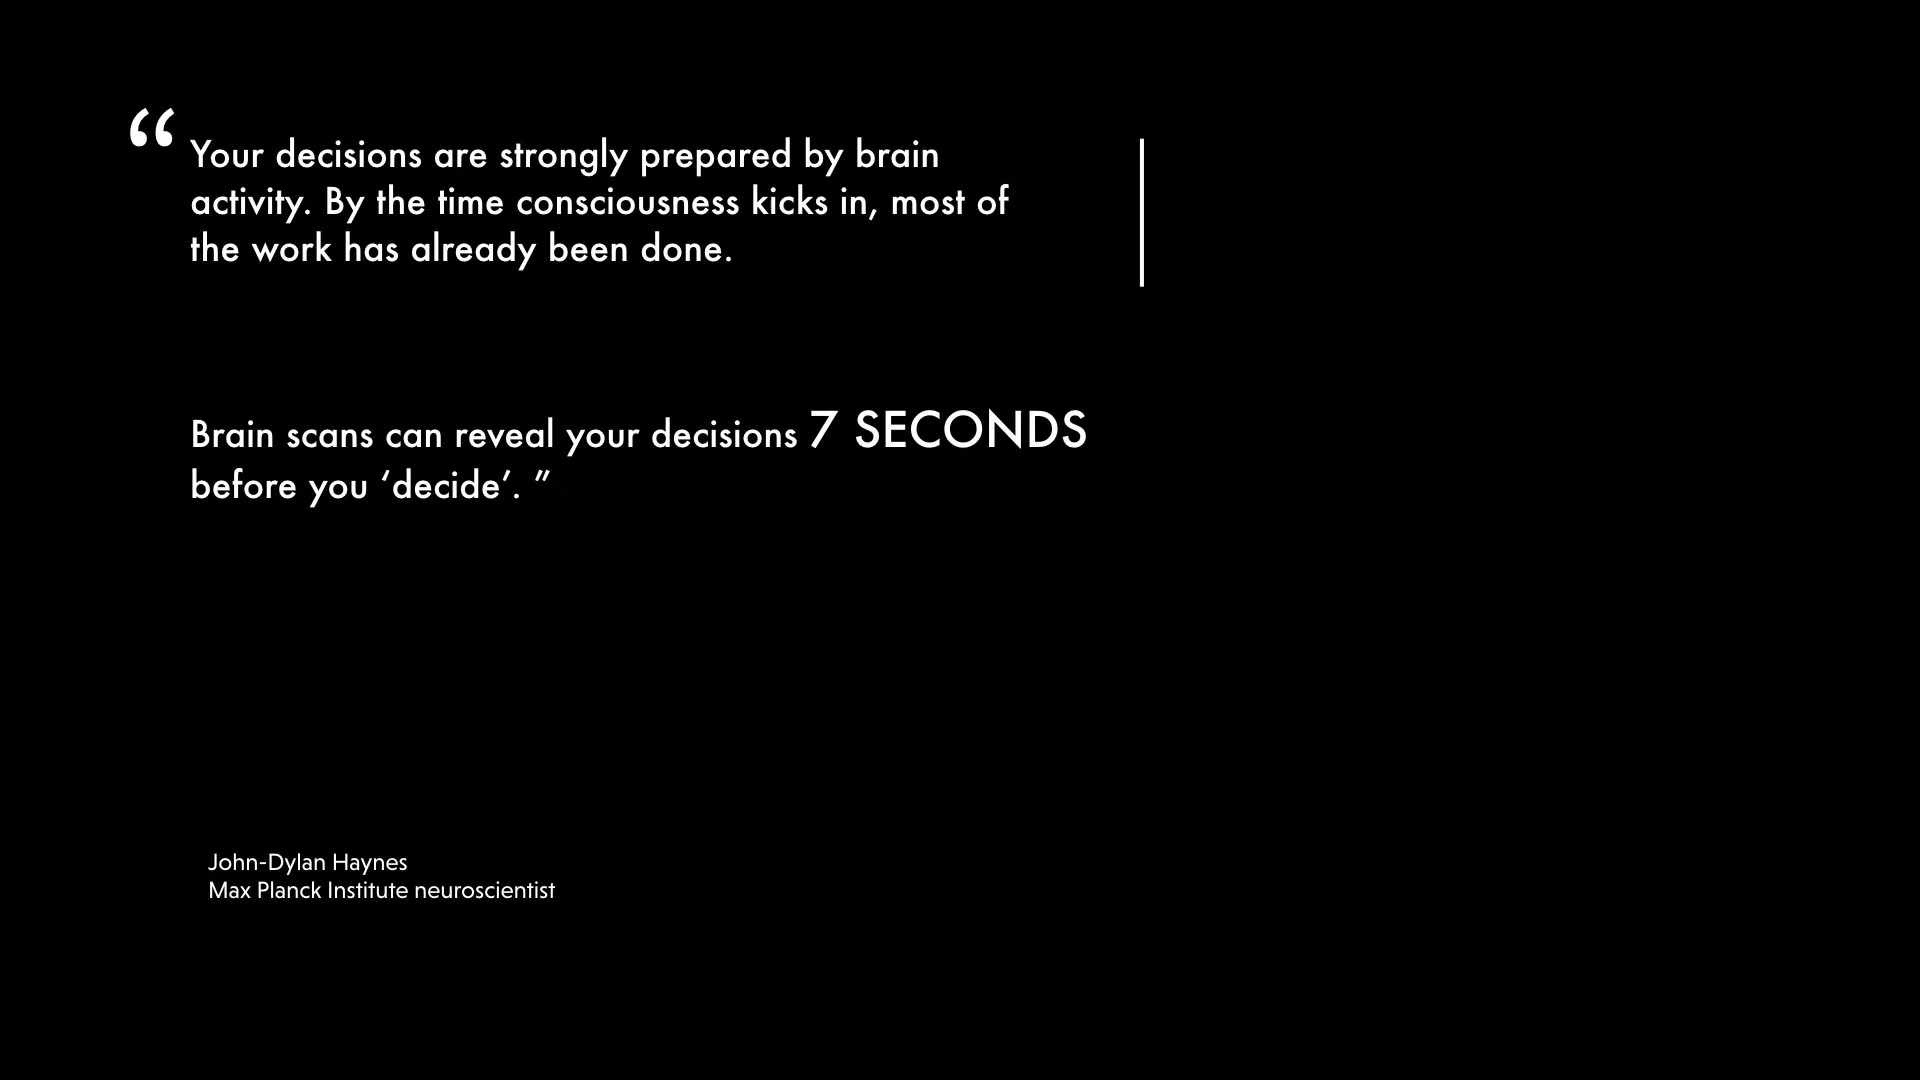 “ Your decisions are strongly prepared by brain
activity. By the time consciousness kicks in, most of
the work has already been done.
Brain scans can reveal your decisions 7 SECONDS
before you ‘decide’. ”
John-Dylan Haynes
Max Planck Institute neuroscientist